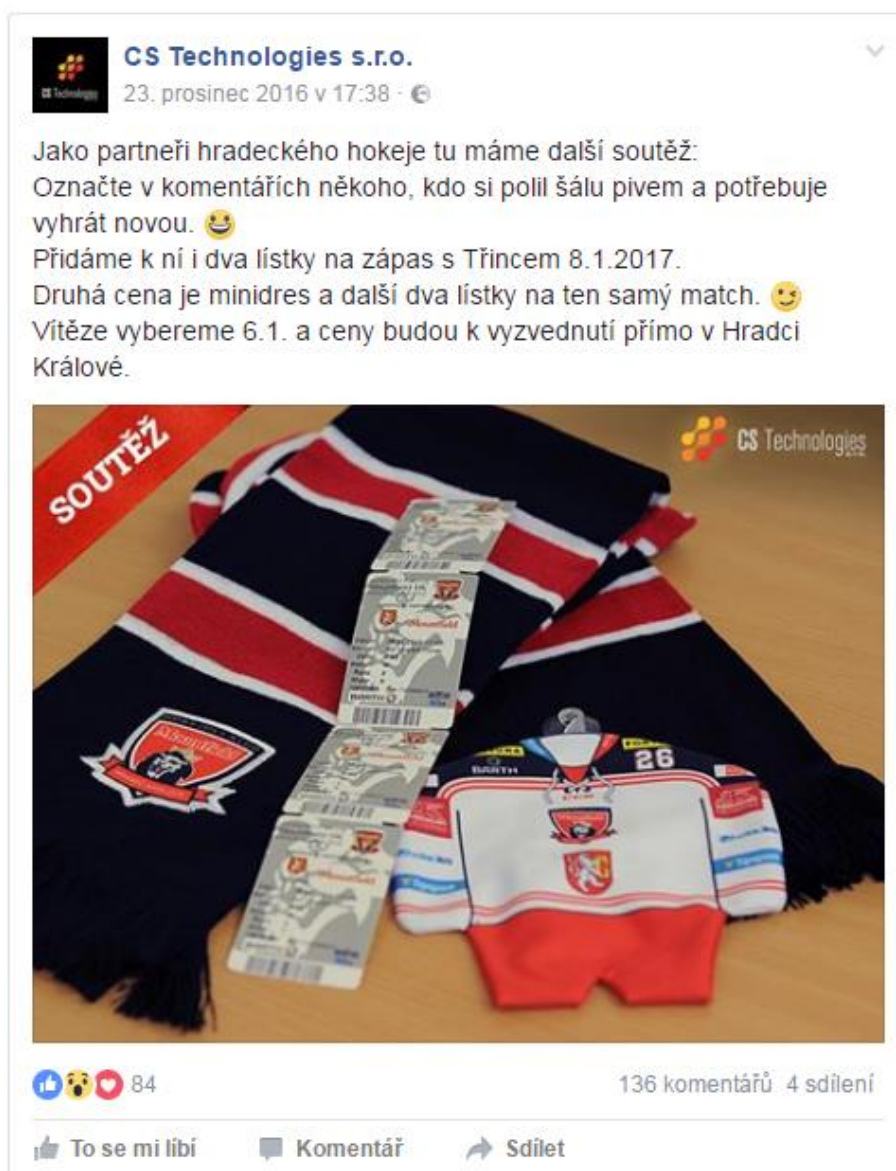 CS Technologies s.r.o.
23. prosinec 2016 v 17:38 ·
Jako partneři hradeckého hokeje tu máme další soutěž:
Označte v komentářích někoho, kdo si polil šálu pivem a potřebuje
vyhrát novou. 😀
Přidáme k ní i dva lístky na zápas s Třincem 8.1.2017.
Druhá cena je minidres a další dva lístky na ten samý match. 😉
Vítěze vybereme 6.1. a ceny budou k vyzvednutí přímo v Hradci
Králové.
SOUTĚŽ
CS Technologies
Mountfield
26
BARTH
84
136 komentářů 4 sdílení
To se mi líbí Komentář Sdílet